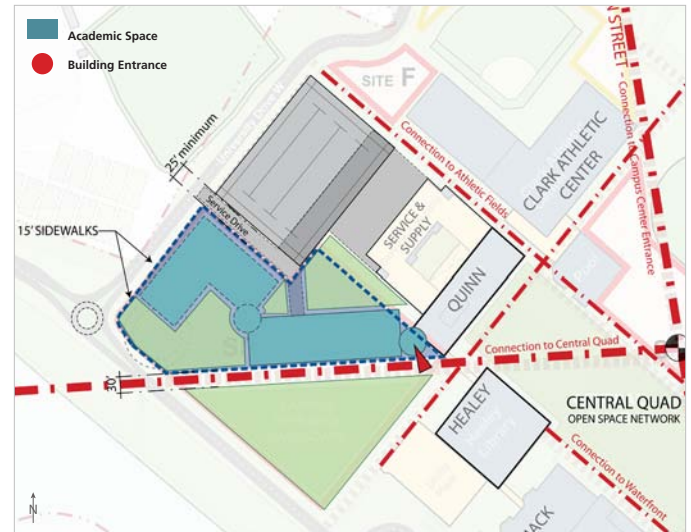 Academic Space
Building Entrance
SITE F
N STREET - Connection to Campus Center Entrance
25' minimum
Connection to Athletic Fields
CLARK ATHLETIC
CENTER
Service Drive
15' SIDEWALKS
SERVICE &
SUPPLY
QUINN
Connection to Central Quad
30'
HEALEY
CENTRAL QUAD
OPEN SPACE NETWORK
Connection to Waterfront
N